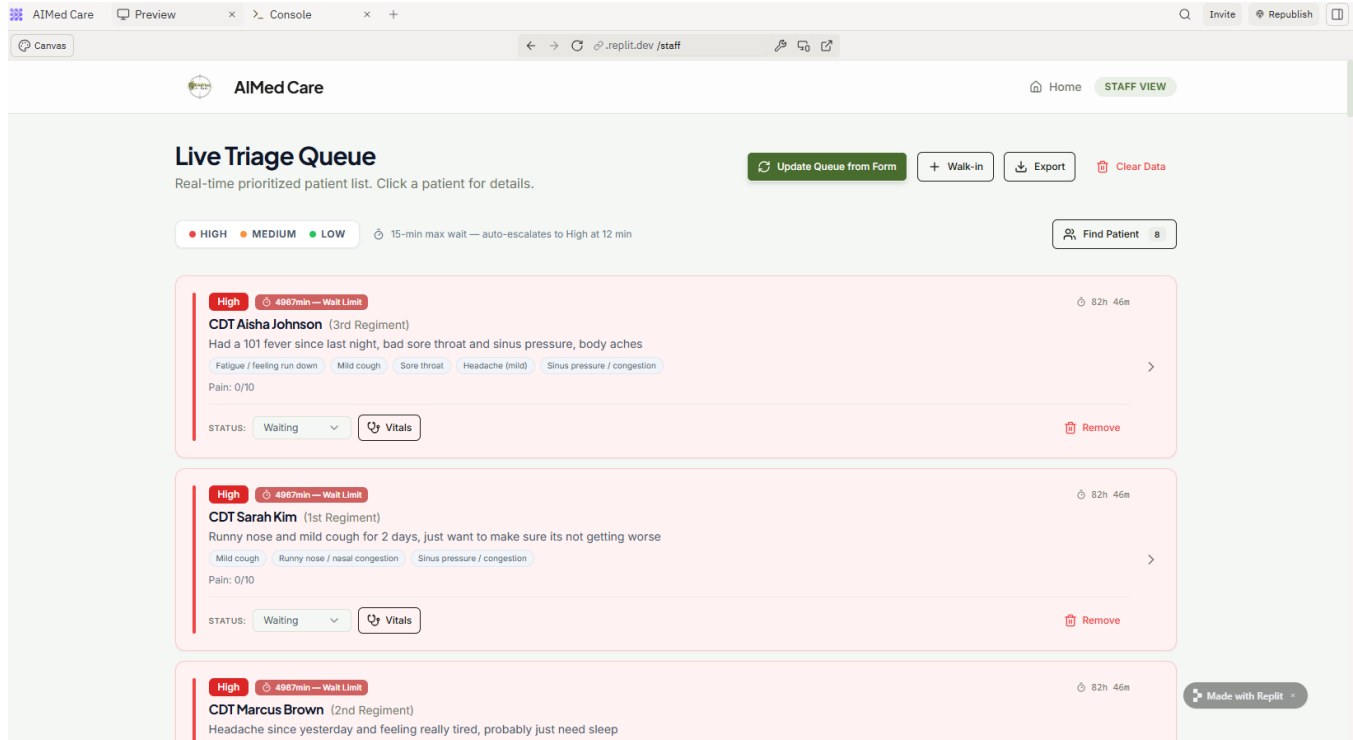 AIMed Care
Preview ×
>_ Console ×
+
Invite
Republish
Canvas
.replit.dev /staff
AIMed Care
Home
STAFF VIEW
Live Triage Queue
Real-time prioritized patient list. Click a patient for details.
Update Queue from Form
+ Walk-in
Export
Clear Data
HIGH MEDIUM LOW
15-min max wait — auto-escalates to High at 12 min
Find Patient 8
High 4967min — Wait Limit 82h 46m
CDT Aisha Johnson (3rd Regiment)
Had a 101 fever since last night, bad sore throat and sinus pressure, body aches
Fatigue / feeling run down Mild cough Sore throat Headache (mild) Sinus pressure / congestion
Pain: 0/10
STATUS: Waiting Vitals Remove
High 4967min — Wait Limit 82h 46m
CDT Sarah Kim (1st Regiment)
Runny nose and mild cough for 2 days, just want to make sure its not getting worse
Mild cough Runny nose / nasal congestion Sinus pressure / congestion
Pain: 0/10
STATUS: Waiting Vitals Remove
High 4967min — Wait Limit 82h 46m
CDT Marcus Brown (2nd Regiment)
Headache since yesterday and feeling really tired, probably just need sleep
Made with Replit ×